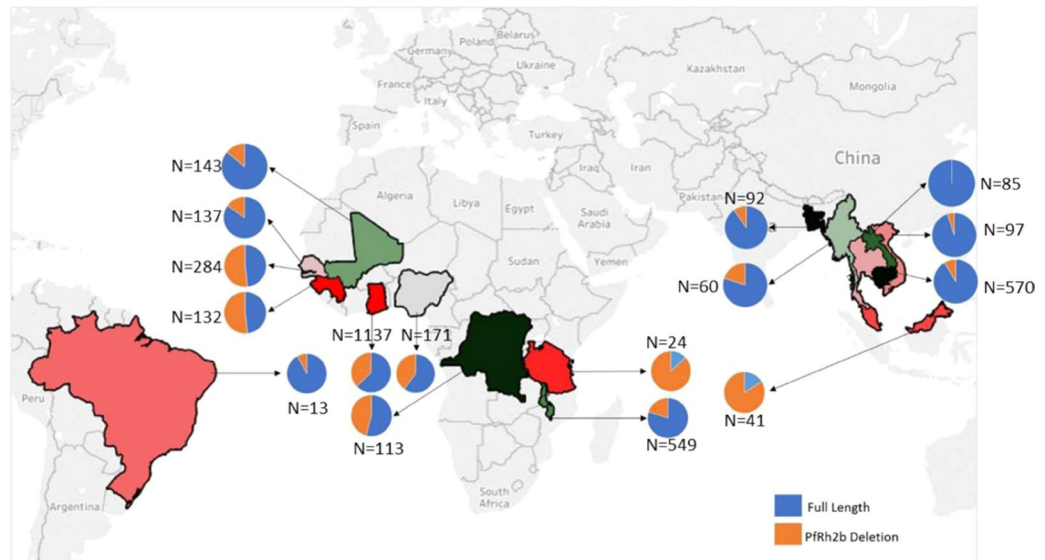 Belarus
Poland
Germany
Ukraine
Kazakhstan
France
Mongolia
Italy
Spain
Turkey
China
N=143
Iraq
Iran
N=85
Algeria
Libya
Egypt
Pakistan
N=92
N=137
Saudi
Arabia
N=97
N=284
Sudan
Yemen
N=60
N=570
N=132
N=1137
N=171
N=24
Peru
N=13
N=41
N=113
N=549
South
Africa
Argentina
Full Length
PfRh2b Deletion